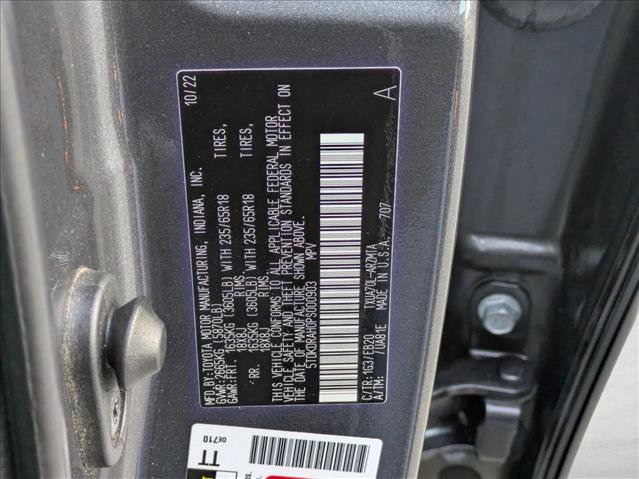 MFD.BY:TOYOTA MOTOR MANUFACTURING, INDIANA, INC. 10/22
GVWR:2665KG (5870LB)
GAWR:FRT. 1635KG (3605LB) WITH 235/65R18 TIRES,
18X8J RIMS,
RR. 1635KG (3605LB) WITH 235/65R18 TIRES,
18X8J RIMS
THIS VEHICLE CONFORMS TO ALL APPLICABLE FEDERAL MOTOR
VEHICLE SAFETY AND THEFT PREVENTION STANDARDS IN EFFECT ON
THE DATE OF MANUFACTURE SHOWN ABOVE.
MPV
A
C/TR:1G3/EB20 TXUA70L-ARZMTA
A/TM: /UA81E MADE IN U.S.A. 707
0E710
TT